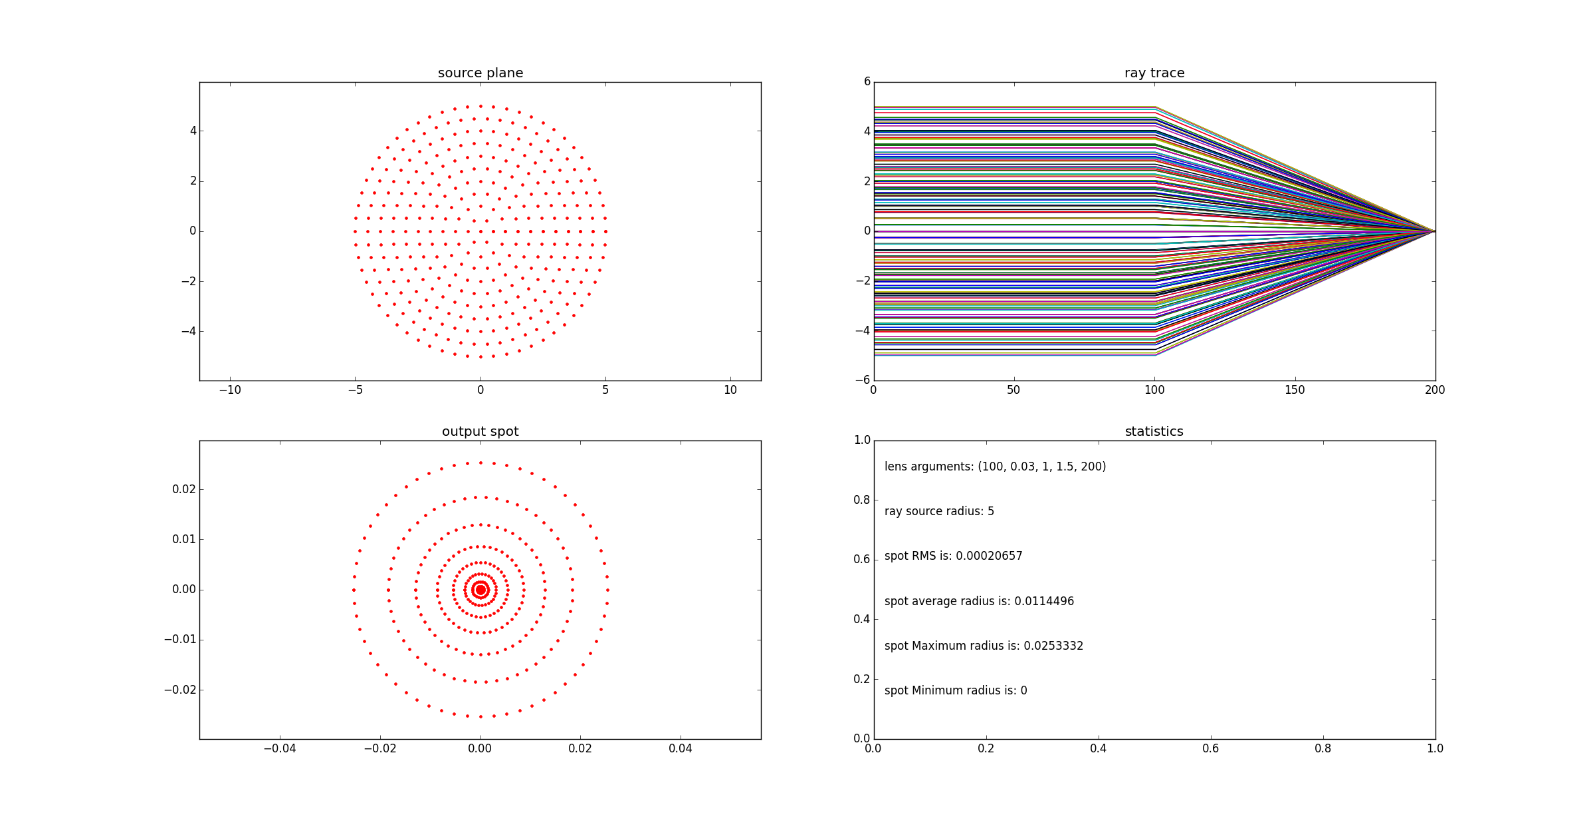 source plane
4
2
0
−2
−4
−10 −5 0 5 10
ray trace
6
4
2
0
−2
−4
−6
0 50 100 150 200
output spot
0.02
0.01
0.00
−0.01
−0.02
−0.04 −0.02 0.00 0.02 0.04
statistics
1.0
0.8
0.6
0.4
0.2
0.0
lens arguments: (100, 0.03, 1, 1.5, 200)
ray source radius: 5
spot RMS is: 0.00020657
spot average radius is: 0.0114496
spot Maximum radius is: 0.0253332
spot Minimum radius is: 0
0.0 0.2 0.4 0.6 0.8 1.0